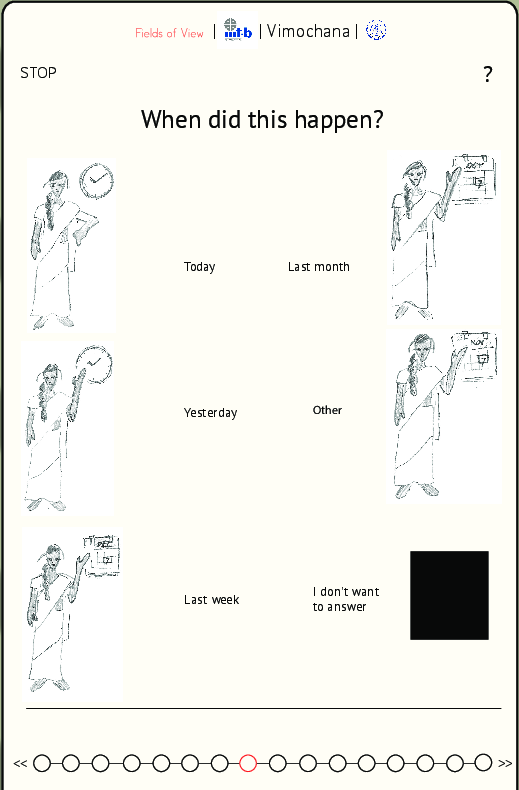 Fields of View | iiit-b | Vimochana |
STOP ?
When did this happen?
Today Last month
Yesterday Other
Last week I don't want
to answer
<< >>